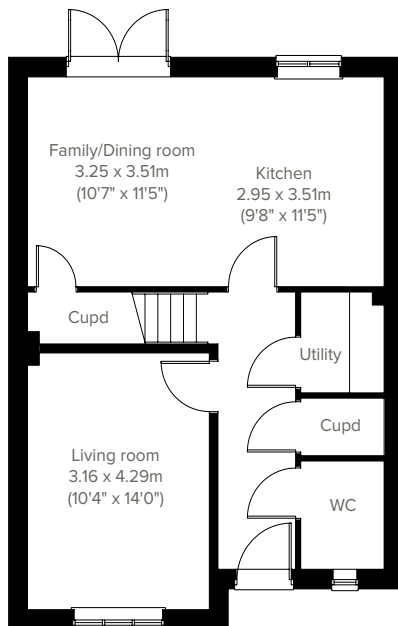 Family/Dining room
3.25 x 3.51m
(10'7" x 11'5")
Kitchen
2.95 x 3.51m
(9'8" x 11'5")
Cupd
Utility
Cupd
Living room
3.16 x 4.29m
(10'4" x 14'0")
WC